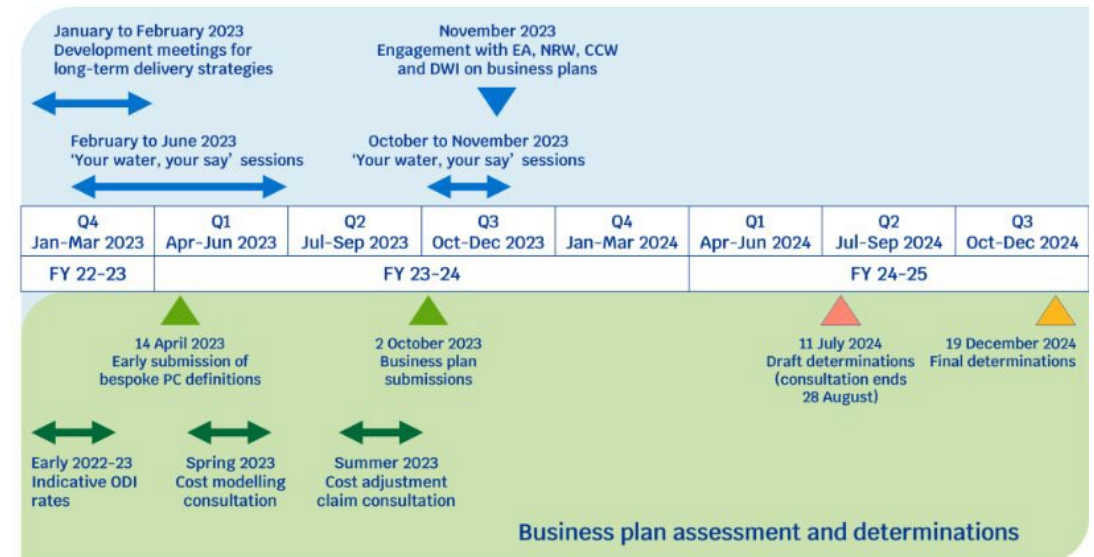 January to February 2023
Development meetings for
long-term delivery strategies
November 2023
Engagement with EA, NRW, CCW
and DWI on business plans
February to June 2023
‘Your water, your say’ sessions
October to November 2023
‘Your water, your say’ sessions
Q4
Jan-Mar 2023
Q1
Apr-Jun 2023
Q2
Jul-Sep 2023
Q3
Oct-Dec 2023
Q4
Jan-Mar 2024
Q1
Apr-Jun 2024
Q2
Jul-Sep 2024
Q3
Oct-Dec 2024
FY 22-23
FY 23-24
FY 24-25
14 April 2023
Early submission of
bespoke PC definitions
2 October 2023
Business plan
submissions
11 July 2024
Draft determinations
(consultation ends
28 August)
19 December 2024
Final determinations
Early 2022-23
Indicative ODI
rates
Spring 2023
Cost modelling
consultation
Summer 2023
Cost adjustment
claim consultation
Business plan assessment and determinations